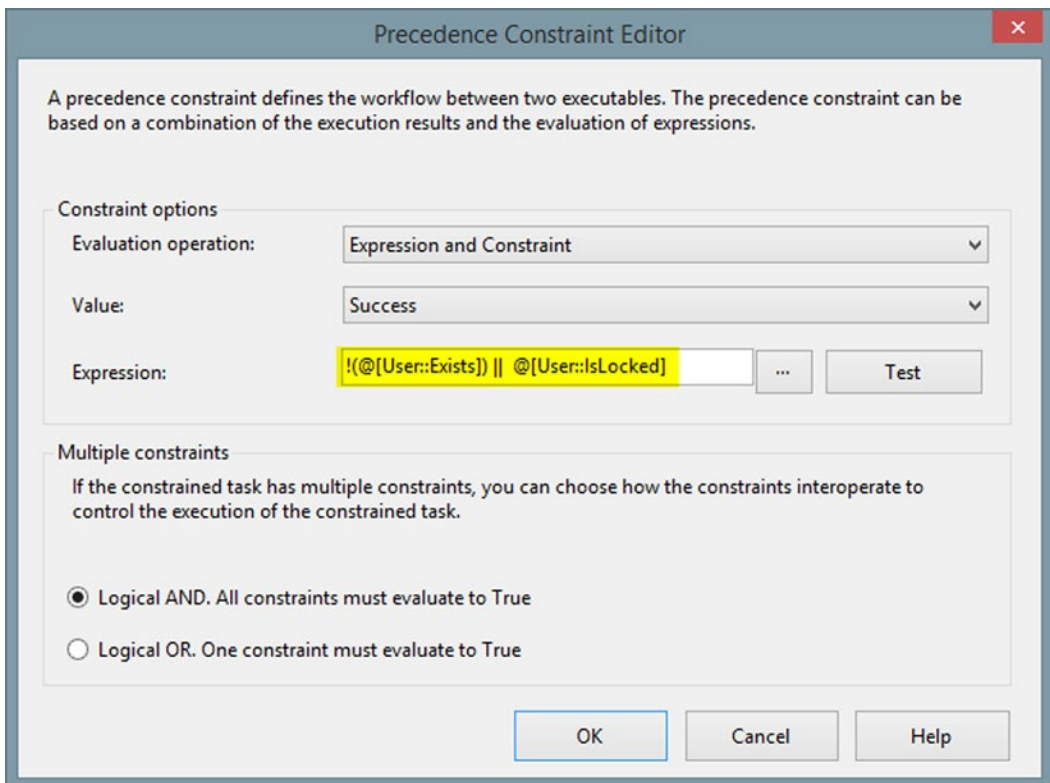 Precedence Constraint Editor
A precedence constraint defines the workflow between two executables. The precedence constraint can be
based on a combination of the execution results and the evaluation of expressions.
Constraint options
Evaluation operation:
Expression and Constraint
Value:
Success
Expression:
!(@[User::Exists]) ||  @[User::IsLocked]
...
Test
Multiple constraints
If the constrained task has multiple constraints, you can choose how the constraints interoperate to
control the execution of the constrained task.
Logical AND. All constraints must evaluate to True
Logical OR. One constraint must evaluate to True
OK
Cancel
Help